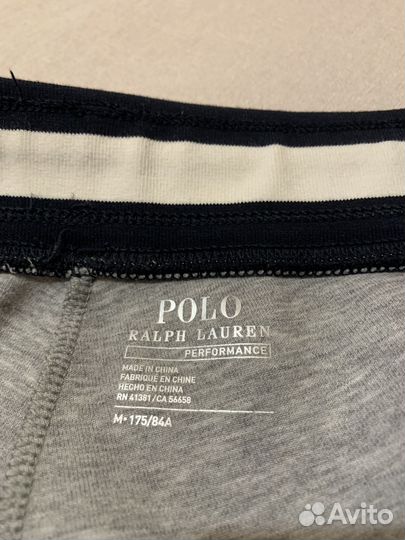 POLO
RALPH LAUREN
PERFORMANCE
MADE IN CHINA
FABRIQUÉ EN CHINE
HECHO EN CHINA
RN 41381/CA 56658
M•175/84A
Avito